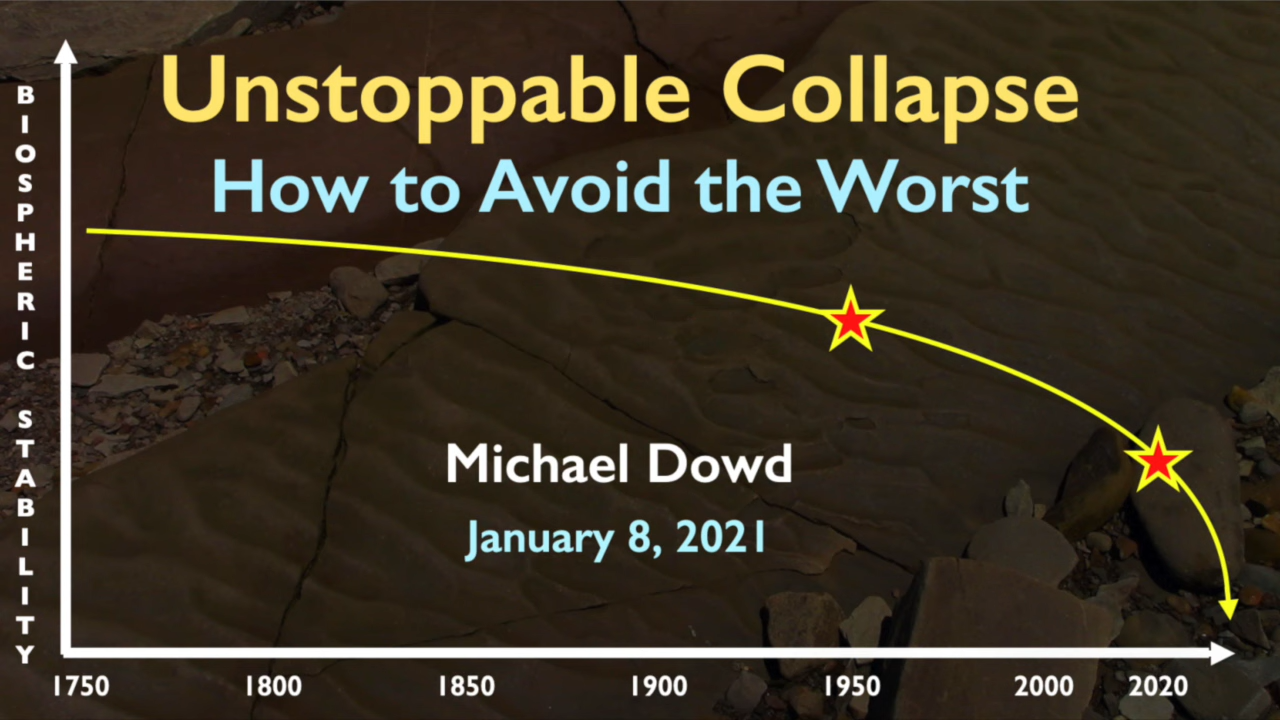 Unstoppable Collapse
How to Avoid the Worst
BIOSPHERIC STABILITY
Michael Dowd
January 8, 2021
1750 1800 1850 1900 1950 2000 2020